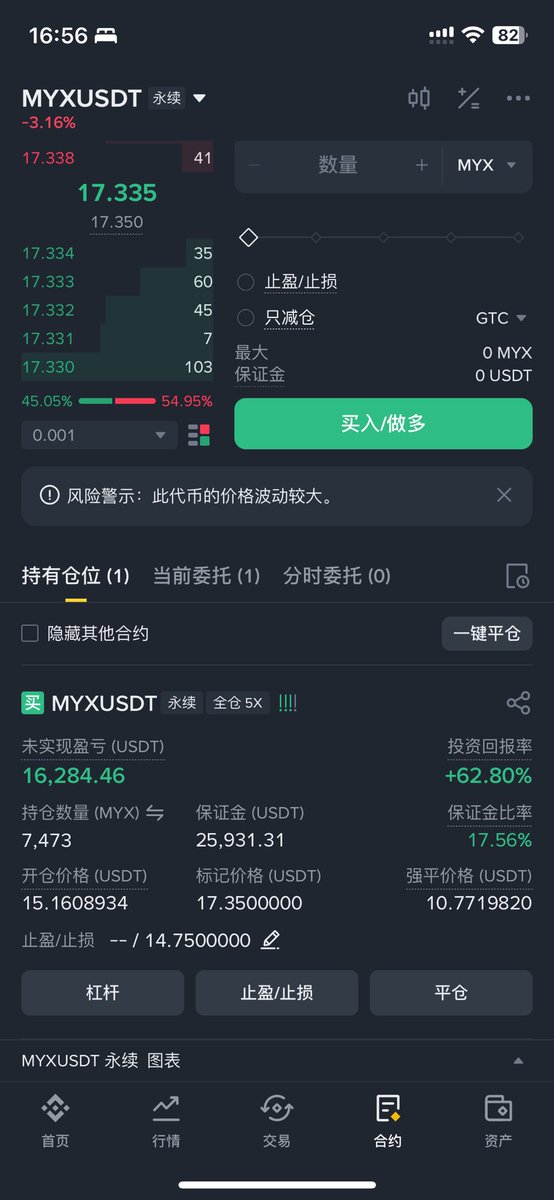 16:56
82
MYXUSDT 永续
-3.16%
17.338 41
17.335
17.350
17.334 35
17.333 60
17.332 45
17.331 7
17.330 103
45.05% 54.95%
0.001
数量
MYX
止盈/止损
只减仓
GTC
最大 0 MYX
保证金 0 USDT
买入/做多
风险警示：此代币的价格波动较大。
持有仓位 (1) 当前委托 (1) 分时委托 (0)
隐藏其他合约
一键平仓
买 MYXUSDT 永续 全仓 5X !!!!
未实现盈亏 (USDT) 投资回报率
16,284.46 +62.80%
持仓数量 (MYX) 保证金 (USDT) 保证金比率
7,473 25,931.31 17.56%
开仓价格 (USDT) 标记价格 (USDT) 强平价格 (USDT)
15.1608934 17.3500000 10.7719820
止盈/止损 -- / 14.7500000
杠杆 止盈/止损 平仓
MYXUSDT 永续 图表
首页 行情 交易 合约 资产